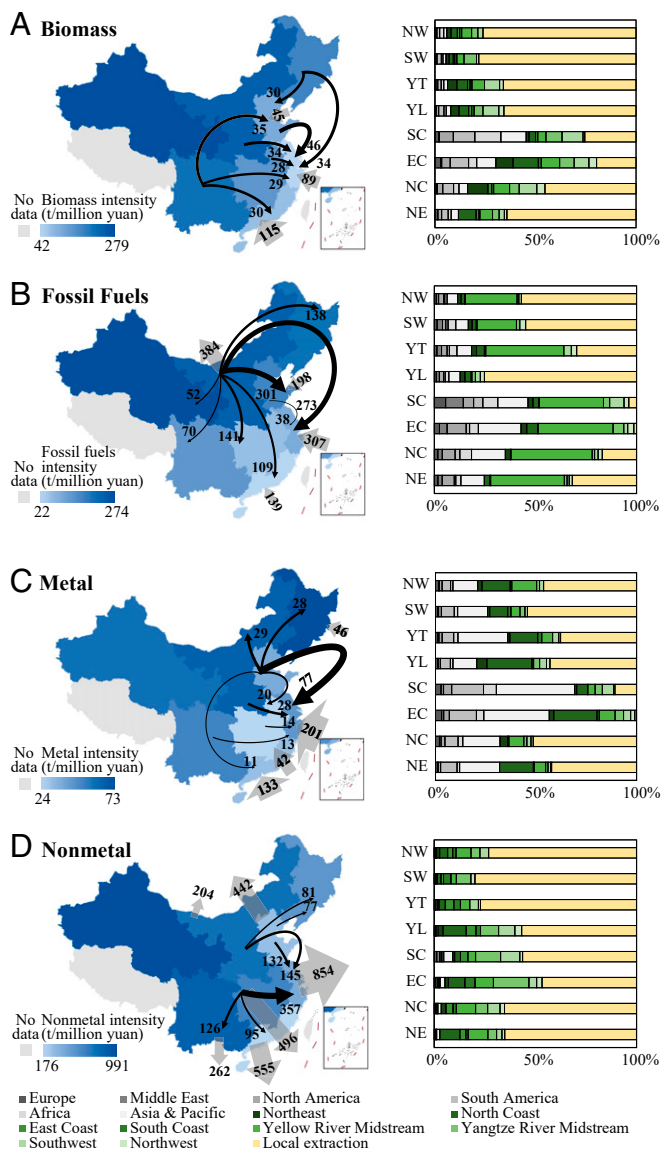 A Biomass
30
45
35
46
34
28
34
29
89
30
115
No Biomass intensity
data (t/million yuan)
42
279
NW
SW
YT
YL
SC
EC
NC
NE
0% 50% 100%
B Fossil Fuels
138
384
198
301
52
273
38
70
141
307
109
139
Fossil fuels
No intensity
data (t/million yuan)
22
274
NW
SW
YT
YL
SC
EC
NC
NE
0% 50% 100%
C Metal
28
29
46
77
20
28
14
201
13
42
11
133
No Metal intensity
data (t/million yuan)
24
73
NW
SW
YT
YL
SC
EC
NC
NE
0% 50% 100%
D Nonmetal
204
442
81
77
132
145
854
357
126
95
496
262
555
No Nonmetal intensity
data (t/million yuan)
176
991
NW
SW
YT
YL
SC
EC
NC
NE
0% 50% 100%
Europe Middle East North America South America
Africa Asia & Pacific Northeast North Coast
East Coast South Coast Yellow River Midstream Yangtze River Midstream
Southwest Northwest Local extraction